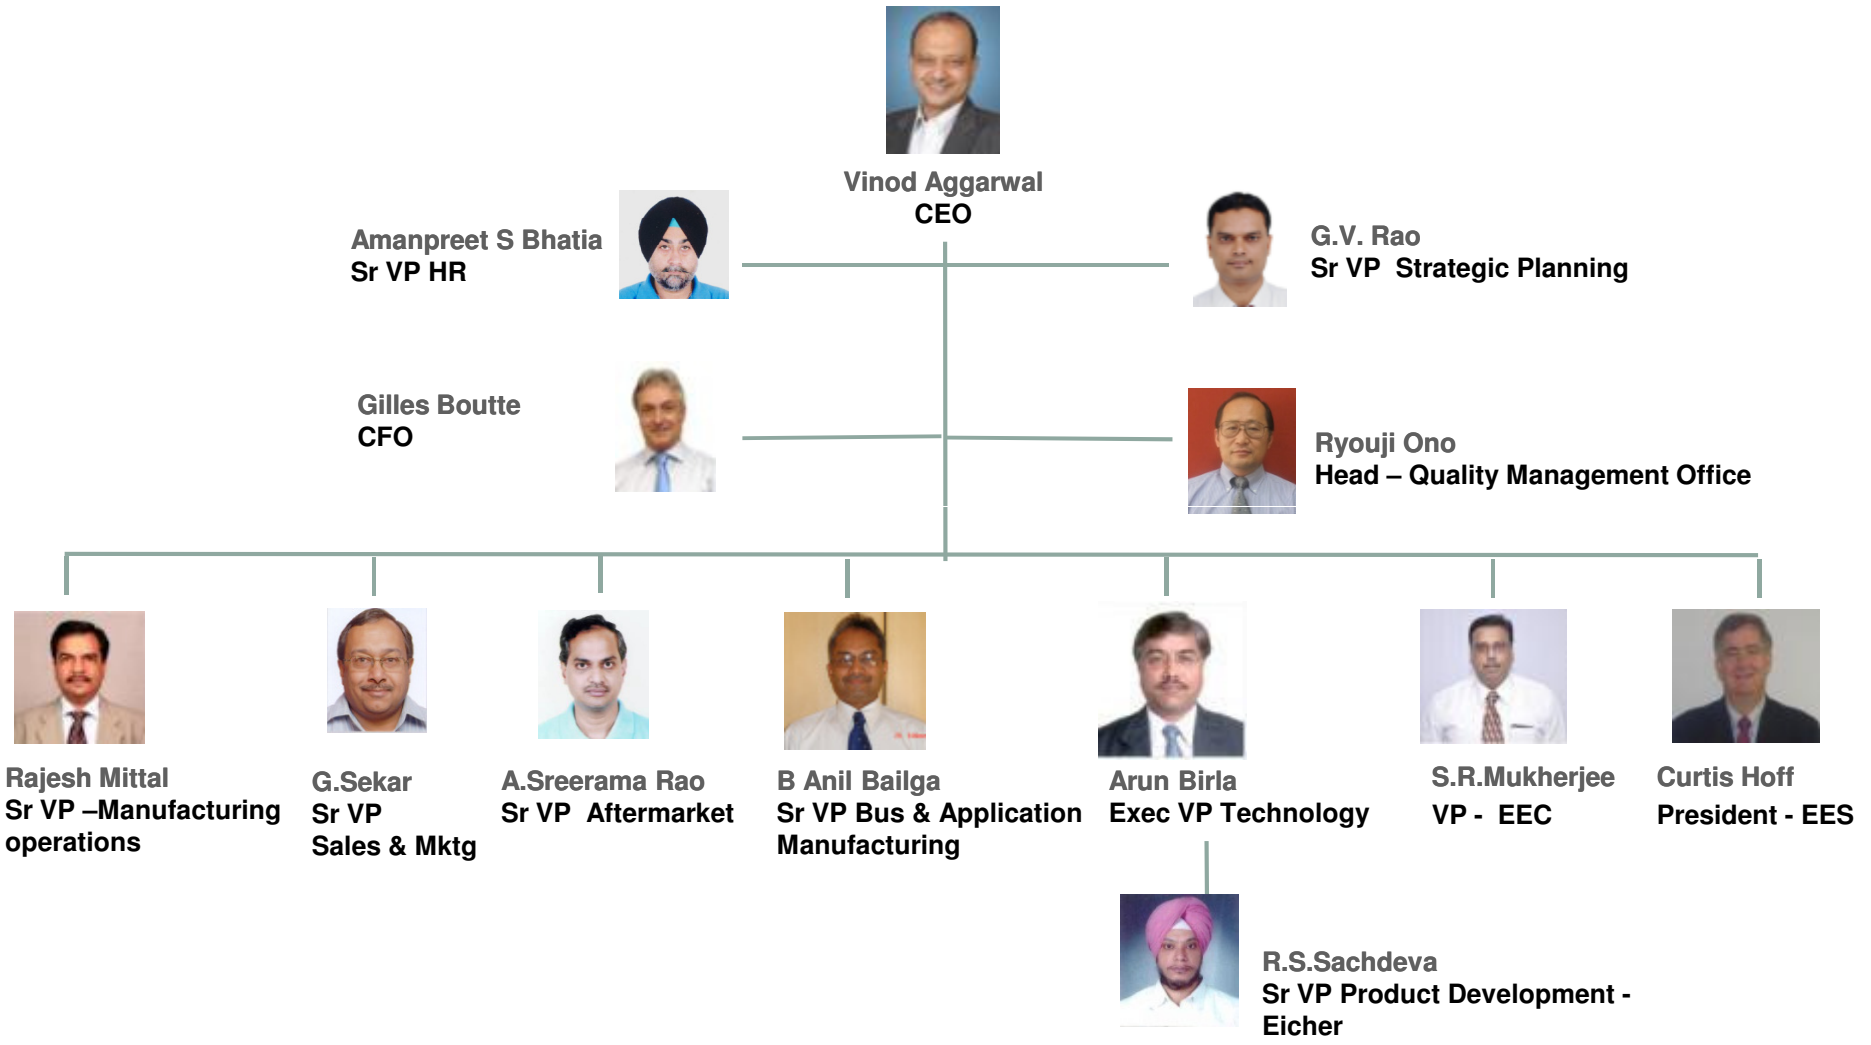 Vinod Aggarwal
CEO
Amanpreet S Bhatia
Sr VP HR
G.V. Rao
Sr VP Strategic Planning
Gilles Boutte
CFO
Ryouji Ono
Head – Quality Management Office
Rajesh Mittal
Sr VP –Manufacturing
operations
G.Sekar
Sr VP
Sales & Mktg
A.Sreerama Rao
Sr VP Aftermarket
B Anil Bailga
Sr VP Bus & Application
Manufacturing
Arun Birla
Exec VP Technology
S.R.Mukherjee
VP - EEC
Curtis Hoff
President - EES
R.S.Sachdeva
Sr VP Product Development -
Eicher